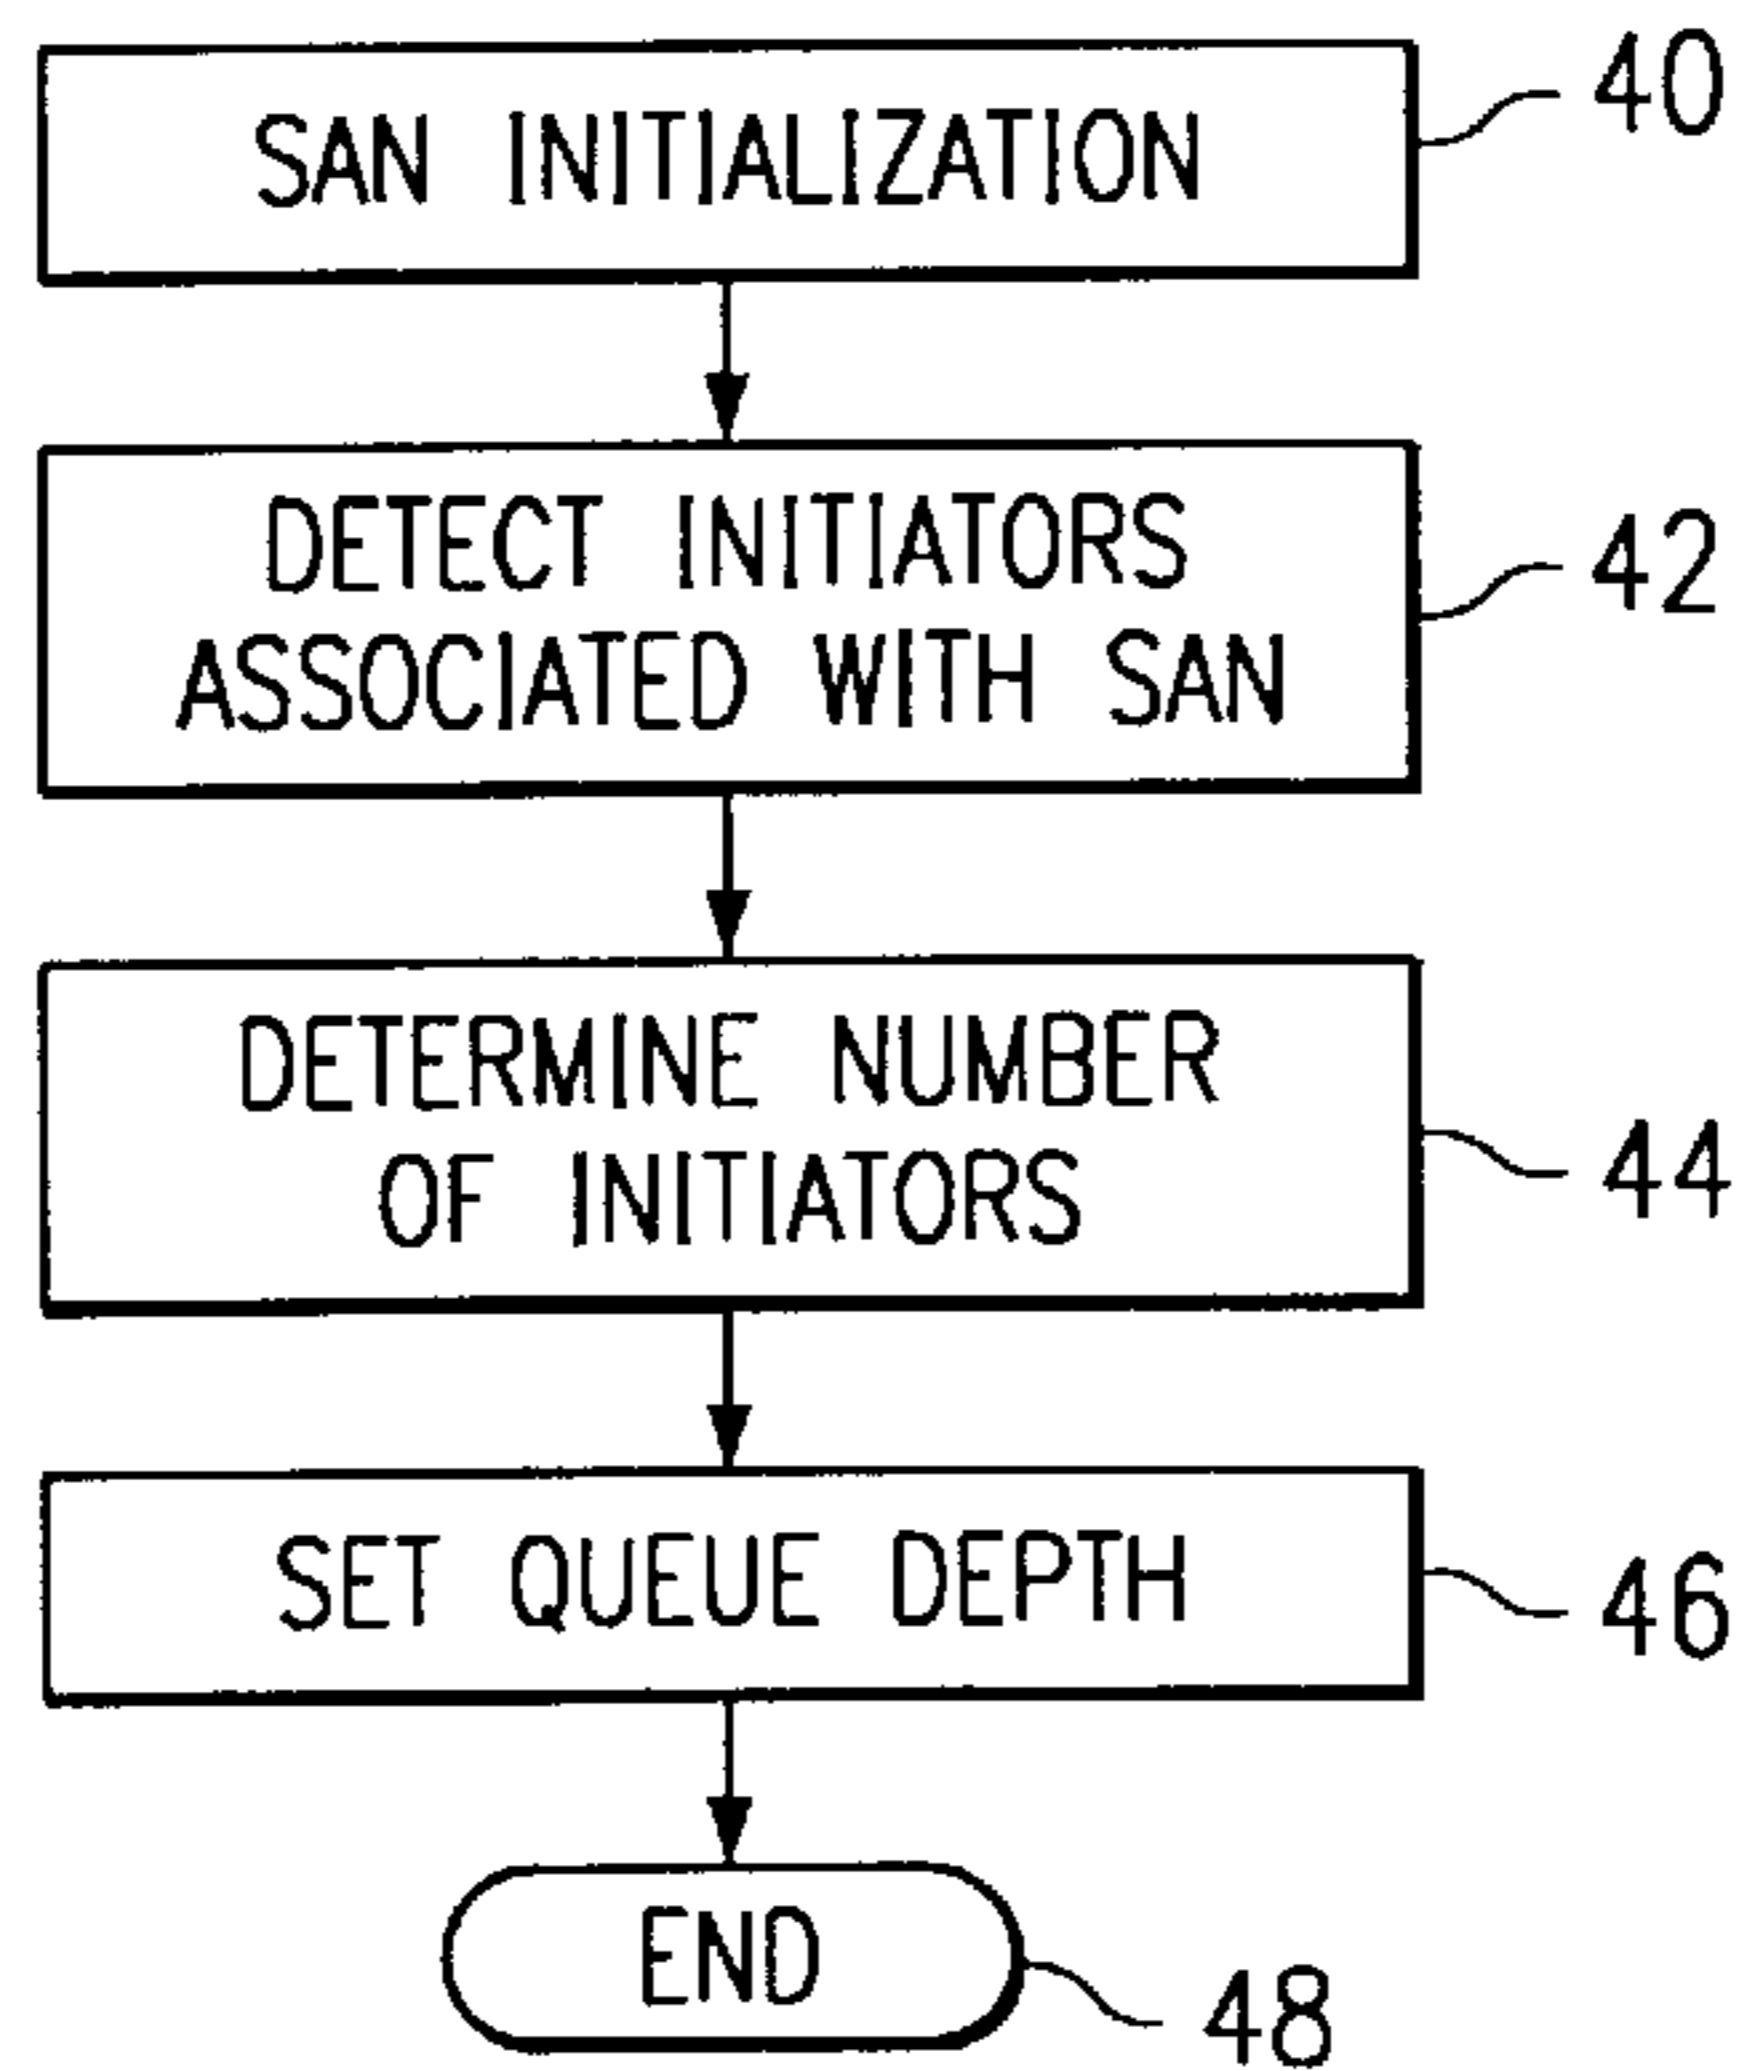 SAN INITIALIZATION
40
DETECT INITIATORS
ASSOCIATED WITH SAN
42
DETERMINE NUMBER
OF INITIATORS
44
SET QUEUE DEPTH
46
END
48